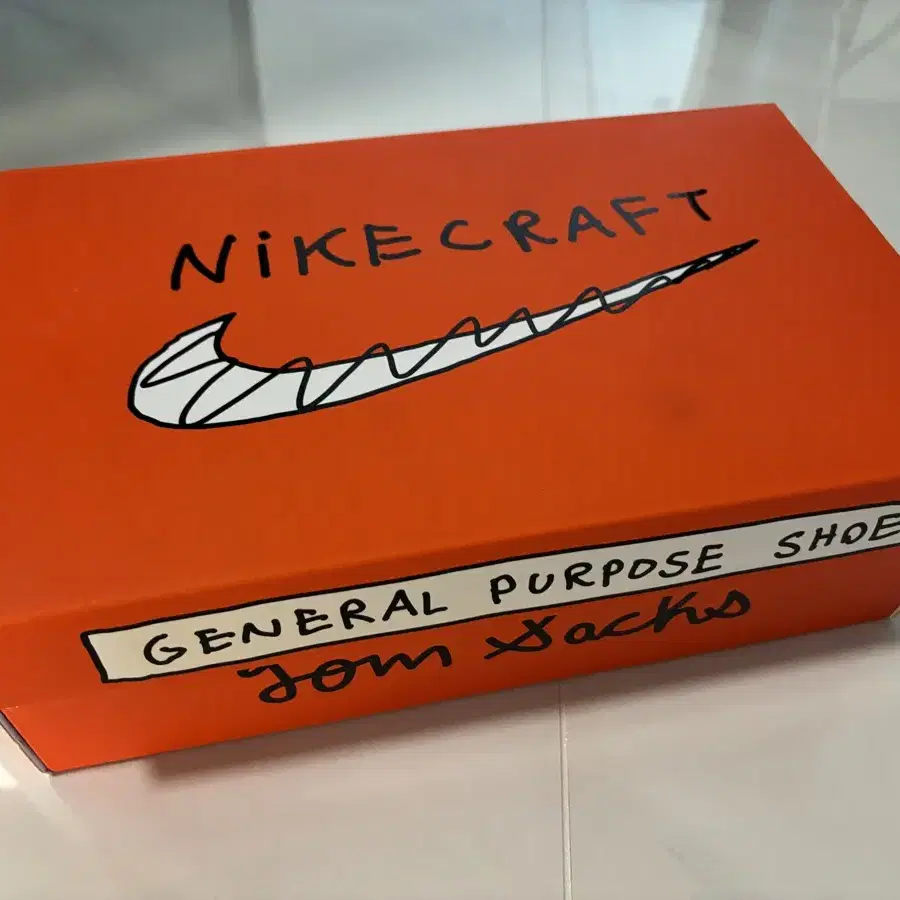 NiKECRAFT
GENERAL PURPOSE SHOE
Tom Sachs